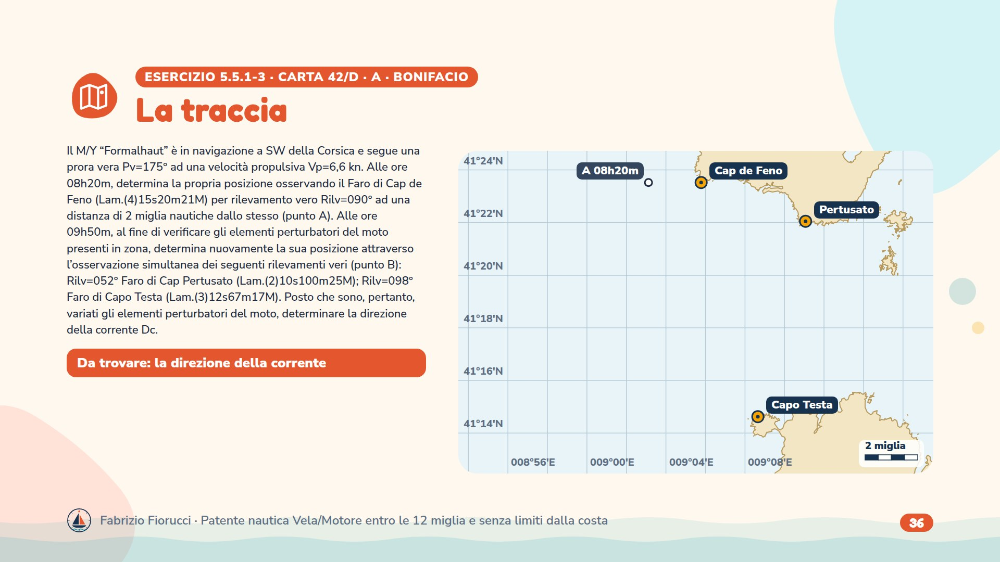 ESERCIZIO 5.5.1-3 · CARTA 42/D · A · BONIFACIO
La traccia
Il M/Y “Formalhaut” è in navigazione a SW della Corsica e segue una
prora vera Pv=175° ad una velocità propulsiva Vp=6,6 kn. Alle ore
08h20m, determina la propria posizione osservando il Faro di Cap de
Feno (Lam.(4)15s20m21M) per rilevamento vero Rilv=090° ad una
distanza di 2 miglia nautiche dallo stesso (punto A). Alle ore
09h50m, al fine di verificare gli elementi perturbatori del moto
presenti in zona, determina nuovamente la sua posizione attraverso
l’osservazione simultanea dei seguenti rilevamenti veri (punto B):
Rilv=052° Faro di Cap Pertusato (Lam.(2)10s100m25M); Rilv=098°
Faro di Capo Testa (Lam.(3)12s67m17M). Posto che sono, pertanto,
variati gli elementi perturbatori del moto, determinare la direzione
della corrente Dc.
Da trovare: la direzione della corrente
41°24'N
A 08h20m
Cap de Feno
Pertusato
41°22'N
41°20'N
41°18'N
41°16'N
Capo Testa
41°14'N
2 miglia
008°56'E
009°00'E
009°04'E
009°08'E
Fabrizio Fiorucci · Patente nautica Vela/Motore entro le 12 miglia e senza limiti dalla costa
36